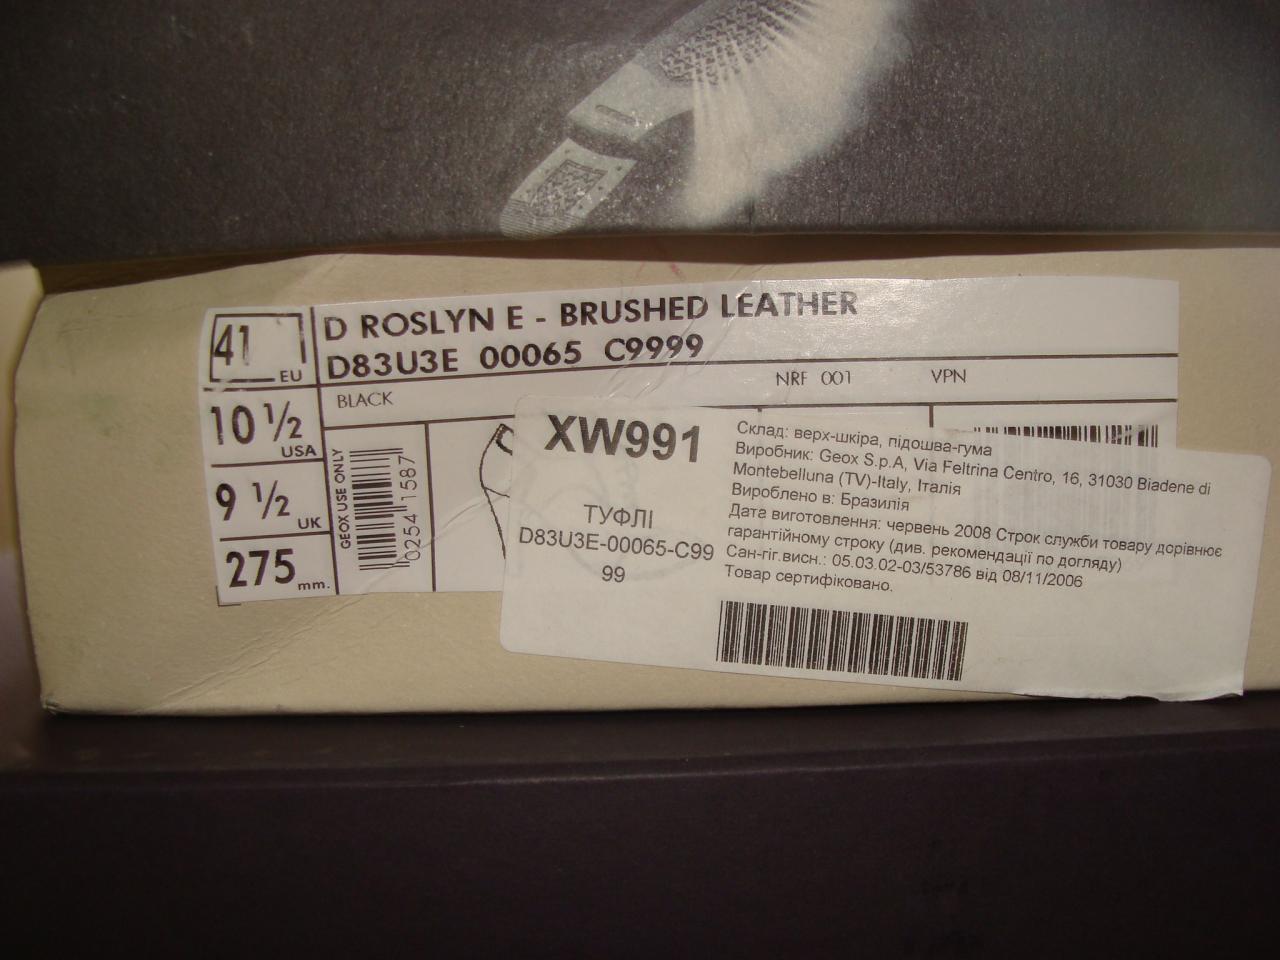 41 EU
D ROSLYN E - BRUSHED LEATHER
D83U3E 00065 C9999
10 ½ USA
BLACK
NRF 001
VPN
9 ½ UK
275 mm.
GEOX USE ONLY
0254 1587
XW991
ТУФЛІ
D83U3E-00065-C99
99
Склад: верх-шкіра, підошва-гума
Виробник: Geox S.p.A, Via Feltrina Centro, 16, 31030 Biadene di
Montebelluna (TV)-Italy, Італія
Вироблено в: Бразилія
Дата виготовлення: червень 2008 Строк служби товару дорівнює
гарантійному строку (див. рекомендації по догляду)
Сан-гіг.висн.: 05.03.02-03/53786 від 08/11/2006
Товар сертифіковано.